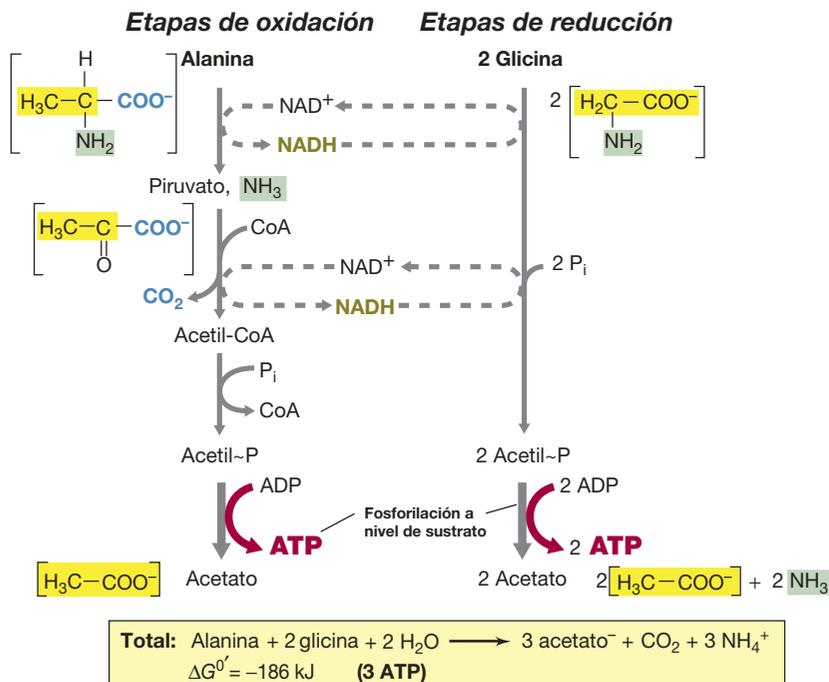 Etapas de oxidación
Etapas de reducción
Alanina
2 Glicina
H
H₃C—C—COO⁻
NH₂
NAD⁺
NADH
2
H₂C—COO⁻
NH₂
Piruvato, NH₃
H₃C—C—COO⁻
O
CoA
CO₂
NAD⁺
NADH
2 Pᵢ
Acetil-CoA
Pᵢ
CoA
Acetil~P
2 Acetil~P
ADP
2 ADP
Fosforilación a
nivel de sustrato
ATP
2 ATP
H₃C—COO⁻
Acetato
2 Acetato
2 H₃C—COO⁻ + 2 NH₃
Total: Alanina + 2 glicina + 2 H₂O ⟶ 3 acetato⁻ + CO₂ + 3 NH₄⁺
ΔG⁰′ = –186 kJ (3 ATP)